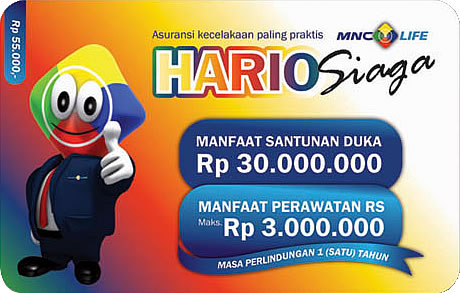 Rp 55.000,-
Asuransi kecelakaan paling praktis
MNC LIFE
HARIO Siaga
MANFAAT SANTUNAN DUKA
Rp 30.000.000
MANFAAT PERAWATAN RS
Maks. Rp 3.000.000
MASA PERLINDUNGAN 1 (SATU) TAHUN